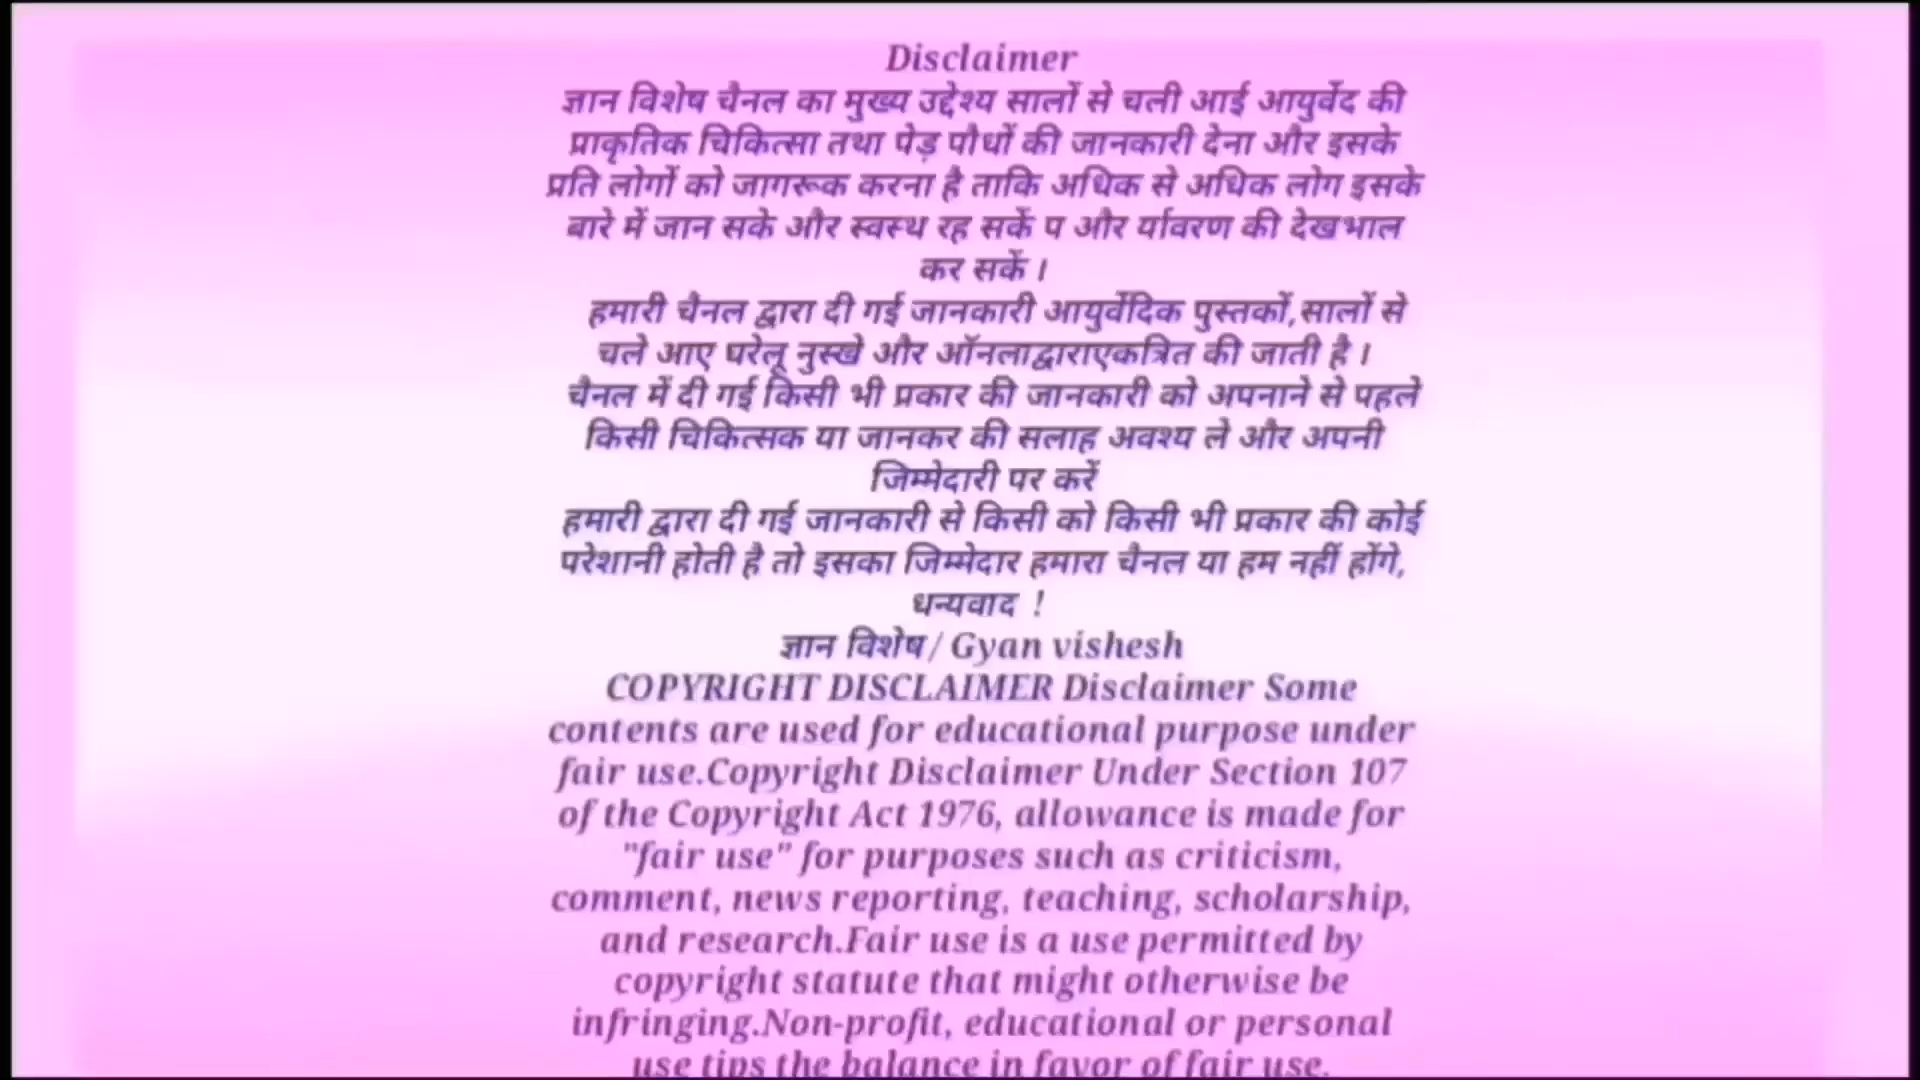 Disclaimer
ज्ञान विशेष चैनल का मुख्य उद्देश्य सालों से चली आई आयुर्वेद की
प्राकृतिक चिकित्सा तथा पेड़ पौधों की जानकारी देना और इसके
प्रति लोगों को जागरूक करना है ताकि अधिक से अधिक लोग इसके
बारे में जान सके और स्वस्थ रह सकें प और र्यावरण की देखभाल
कर सकें ।
हमारी चैनल द्वारा दी गई जानकारी आयुर्वेदिक पुस्तकों,सालों से
चले आए घरेलू नुस्खे और ऑनलाद्वाराएकत्रित की जाती है ।
चैनल में दी गई किसी भी प्रकार की जानकारी को अपनाने से पहले
किसी चिकित्सक या जानकर की सलाह अवश्य ले और अपनी
जिम्मेदारी पर करें
हमारी द्वारा दी गई जानकारी से किसी को किसी भी प्रकार की कोई
परेशानी होती है तो इसका जिम्मेदार हमारा चैनल या हम नहीं होंगे,
धन्यवाद !
ज्ञान विशेष/ Gyan vishesh
COPYRIGHT DISCLAIMER Disclaimer Some
contents are used for educational purpose under
fair use.Copyright Disclaimer Under Section 107
of the Copyright Act 1976, allowance is made for
"fair use" for purposes such as criticism,
comment, news reporting, teaching, scholarship,
and research.Fair use is a use permitted by
copyright statute that might otherwise be
infringing.Non-profit, educational or personal
use tips the balance in favor of fair use.